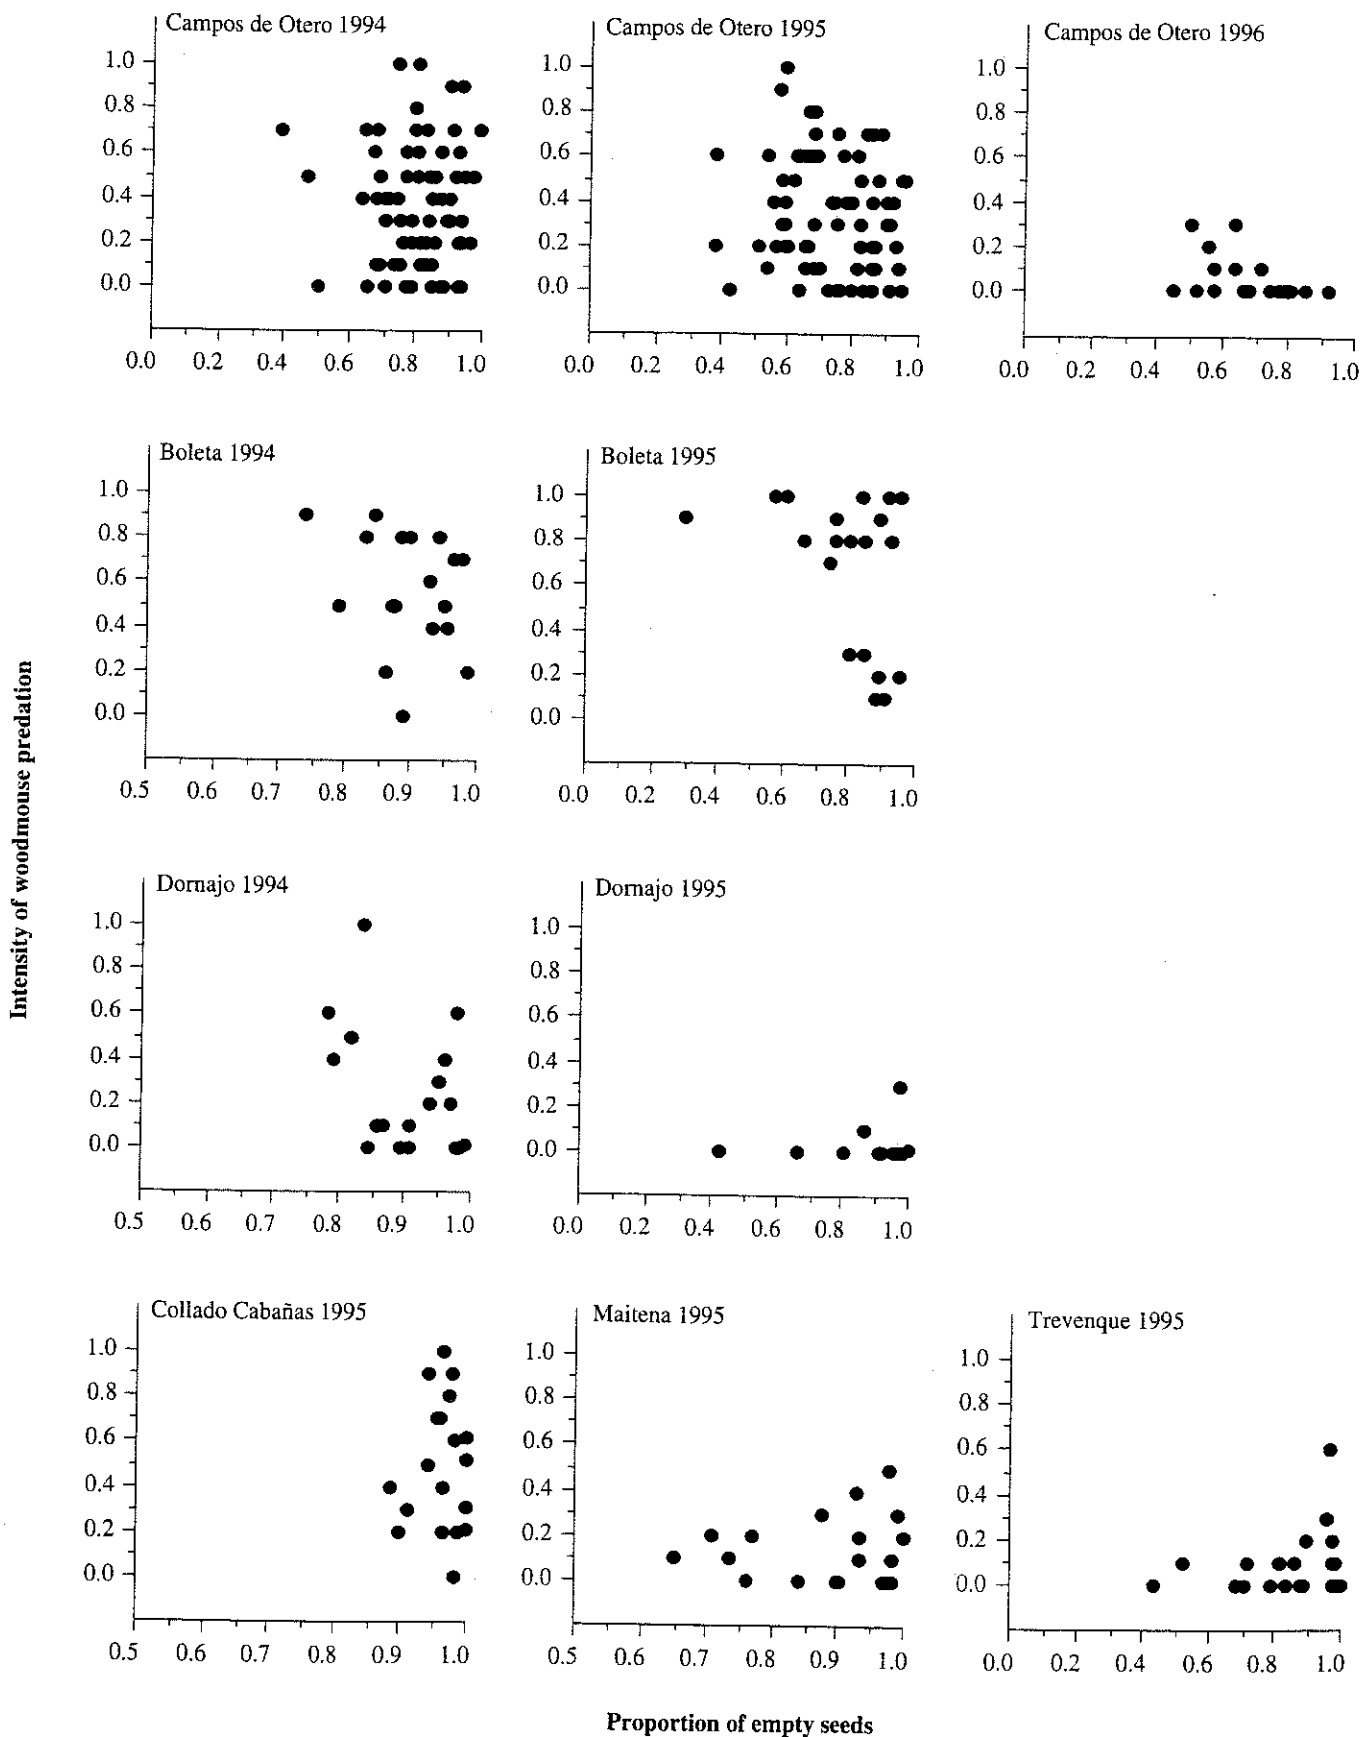 Campos de Otero 1994
1.0
0.8
0.6
0.4
0.2
0.0
0.0 0.2 0.4 0.6 0.8 1.0
Campos de Otero 1995
1.0
0.8
0.6
0.4
0.2
0.0
0.0 0.2 0.4 0.6 0.8 1.0
Campos de Otero 1996
1.0
0.8
0.6
0.4
0.2
0.0
0.0 0.2 0.4 0.6 0.8 1.0
Boleta 1994
1.0
0.8
0.6
0.4
0.2
0.0
0.5 0.6 0.7 0.8 0.9 1.0
Boleta 1995
1.0
0.8
0.6
0.4
0.2
0.0
0.0 0.2 0.4 0.6 0.8 1.0
Intensity of woodmouse predation
Dornajo 1994
1.0
0.8
0.6
0.4
0.2
0.0
0.5 0.6 0.7 0.8 0.9 1.0
Dornajo 1995
1.0
0.8
0.6
0.4
0.2
0.0
0.0 0.2 0.4 0.6 0.8 1.0
Collado Cabañas 1995
1.0
0.8
0.6
0.4
0.2
0.0
0.5 0.6 0.7 0.8 0.9 1.0
Maitena 1995
1.0
0.8
0.6
0.4
0.2
0.0
0.5 0.6 0.7 0.8 0.9 1.0
Trevenque 1995
1.0
0.8
0.6
0.4
0.2
0.0
0.0 0.2 0.4 0.6 0.8 1.0
Proportion of empty seeds